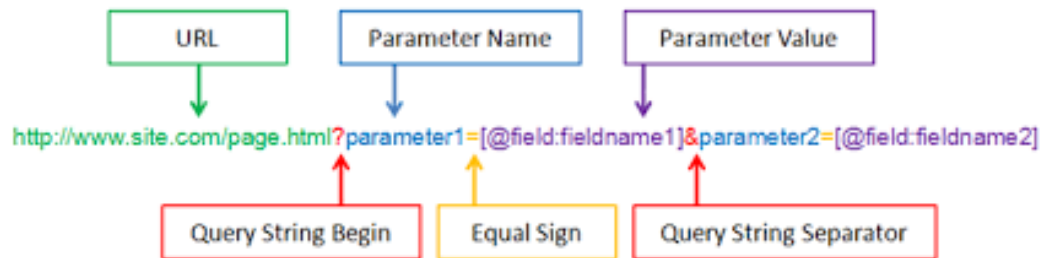 URL Parameter Name Parameter Value
http://www.site.com/page.html?parameter1=[@field:fieldname1]&parameter2=[@field:fieldname2]
Query String Begin Equal Sign Query String Separator